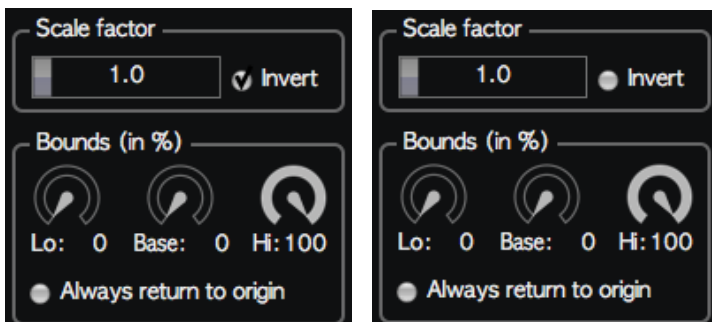 Scale factor
1.0 Invert
Bounds (in %)
Lo: 0 Base: 0 Hi: 100
Always return to origin
Scale factor
1.0 Invert
Bounds (in %)
Lo: 0 Base: 0 Hi: 100
Always return to origin